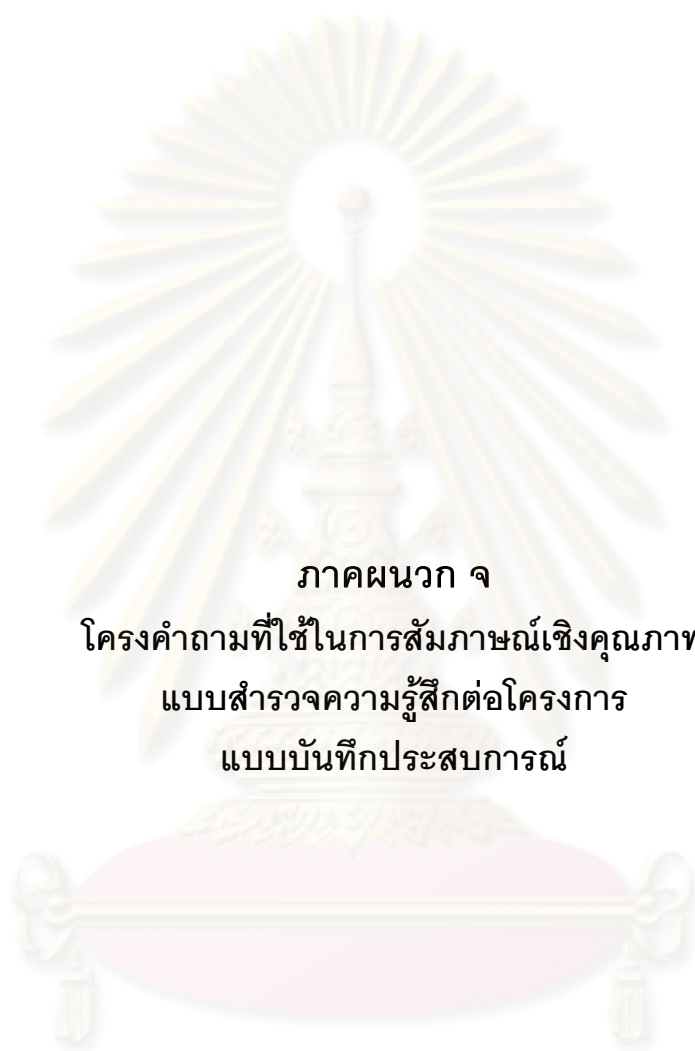 ภาคผนวก จ
โครงคำถามที่ใช้ในการสัมภาษณ์เชิงคุณภาพ
แบบสำรวจความรู้สึกต่อโครงการ
แบบบันทึกประสบการณ์